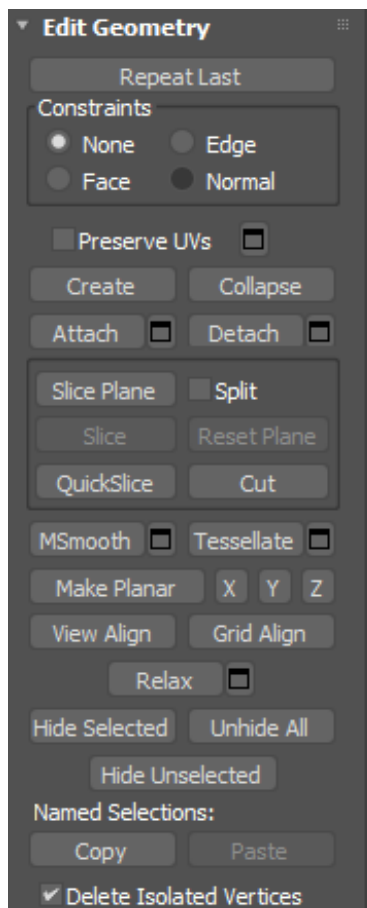 Edit Geometry
Repeat Last
Constraints
None Edge
Face Normal
Preserve UVs
Create Collapse
Attach Detach
Slice Plane Split
Slice Reset Plane
QuickSlice Cut
MSmooth Tessellate
Make Planar X Y Z
View Align Grid Align
Relax
Hide Selected Unhide All
Hide Unselected
Named Selections:
Copy Paste
Delete Isolated Vertices